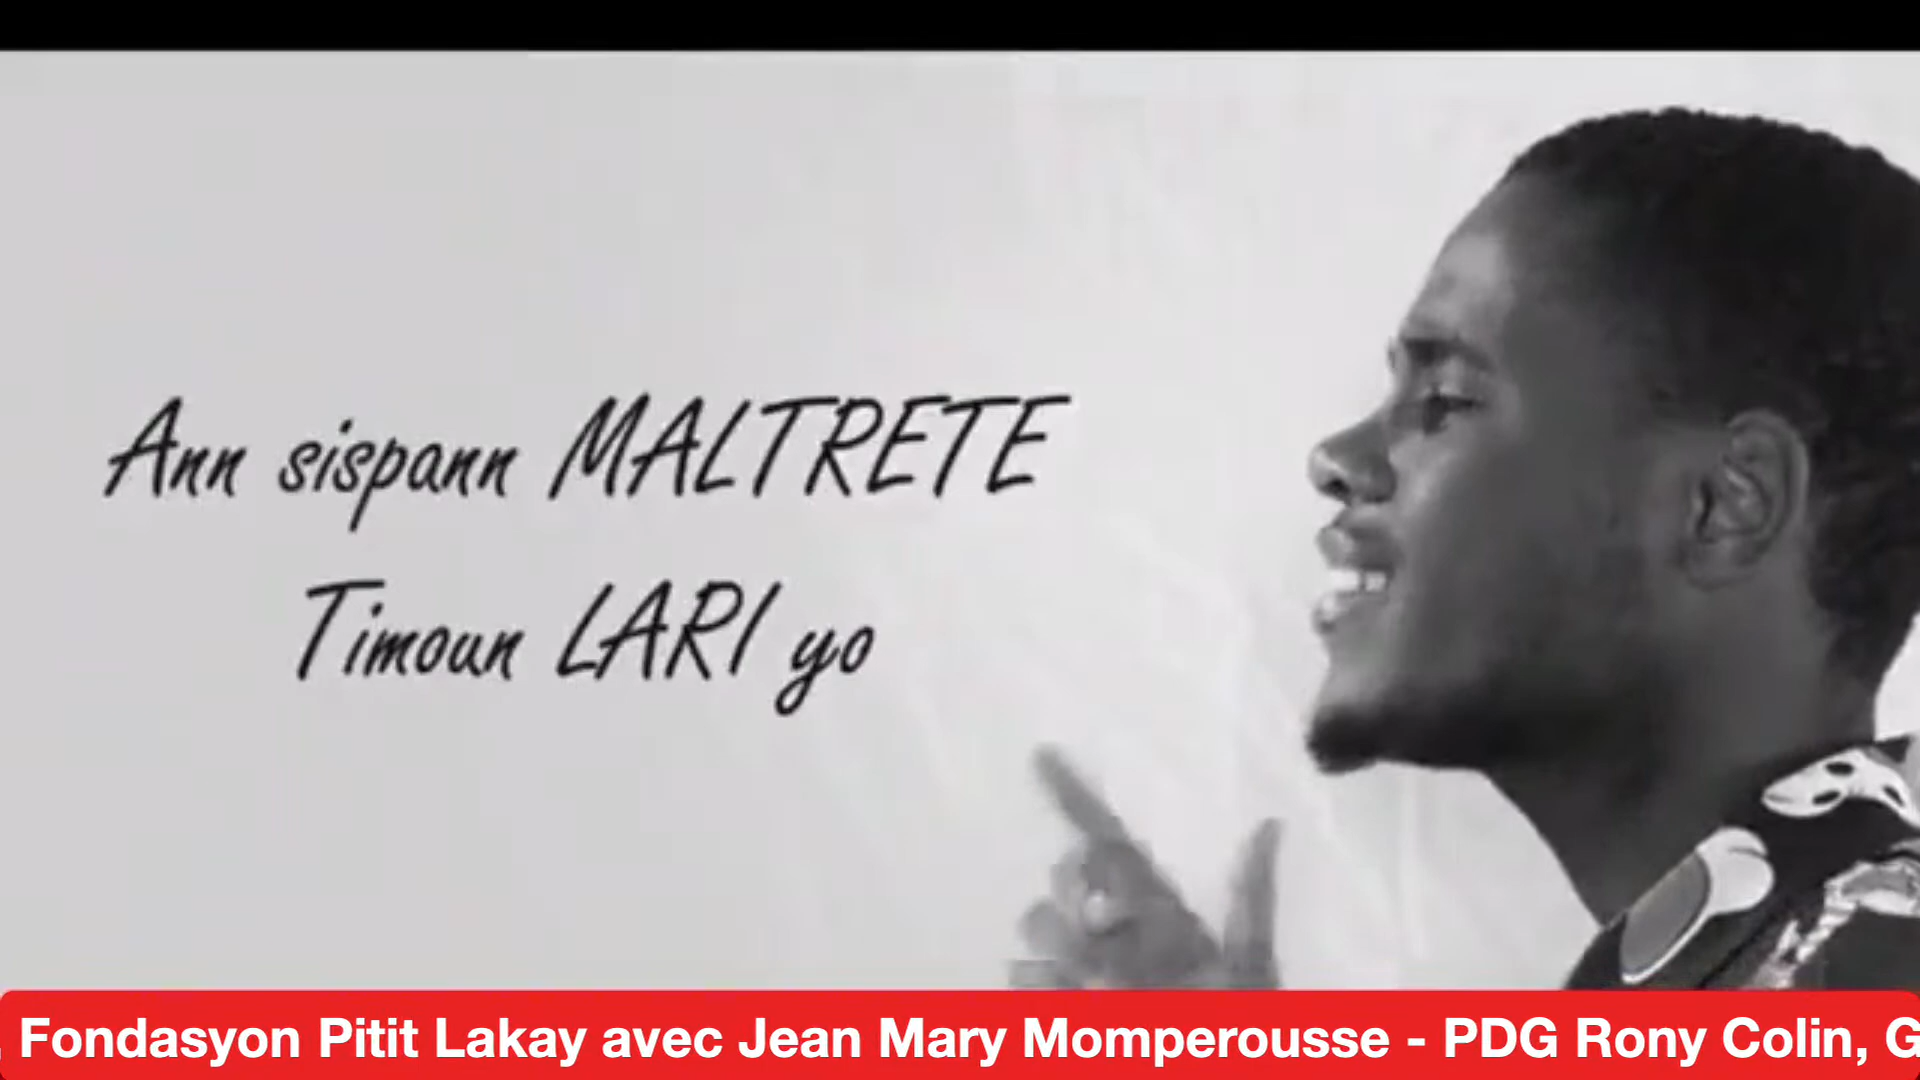 Ann sispann MALTRETE
Timoun LARI yo
Fondasyon Pitit Lakay avec Jean Mary Momperousse - PDG Rony Colin, G